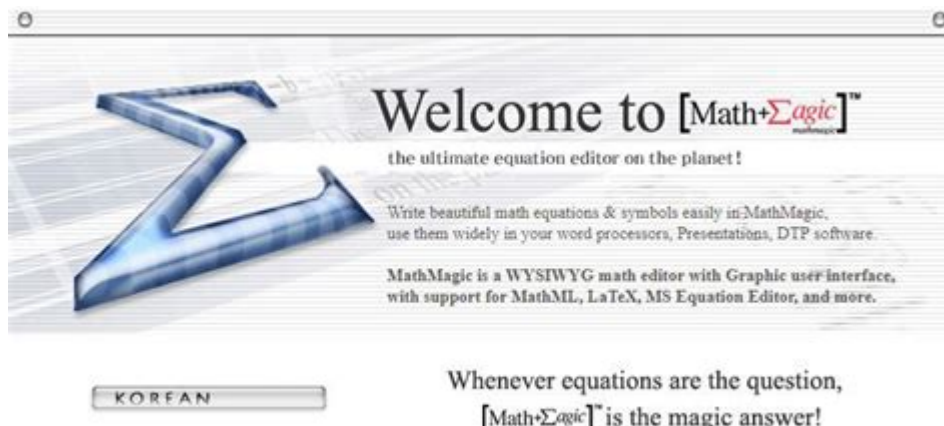 Welcome to [Math+Σagic]™
mathmagic
the ultimate equation editor on the planet!
Write beautiful math equations & symbols easily in MathMagic,
use them widely in your word processors, Presentations, DTP software.
MathMagic is a WYSIWYG math editor with Graphic user interface,
with support for MathML, LaTeX, MS Equation Editor, and more.
KOREAN
Whenever equations are the question,
[Math+Σagic]™ is the magic answer!